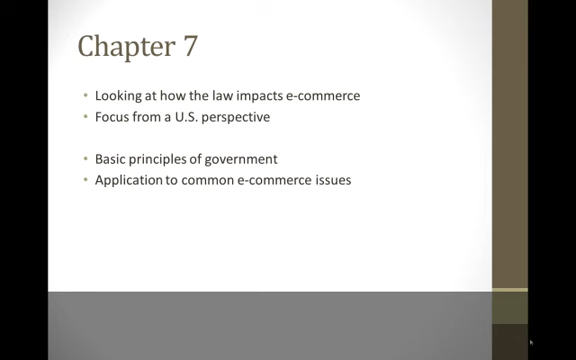 Chapter 7
• Looking at how the law impacts e-commerce
• Focus from a U.S. perspective
• Basic principles of government
• Application to common e-commerce issues